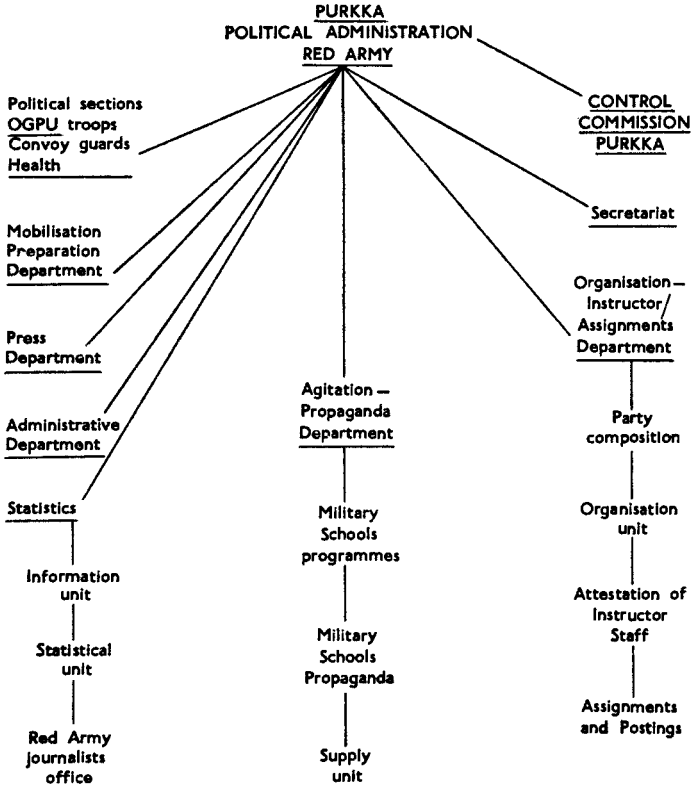 PURKKA
POLITICAL ADMINISTRATION
RED ARMY
Political sections
OGPU troops
Convoy guards
Health
CONTROL
COMMISSION
PURKKA
Secretariat
Mobilisation
Preparation
Department
Organisation—
Instructor/
Assignments
Department
Press
Department
Agitation—
Propaganda
Department
Administrative
Department
Party
composition
Statistics
Military
Schools
programmes
Organisation
unit
Information
unit
Attestation of
Instructor
Staff
Statistical
unit
Military
Schools
Propaganda
Assignments
and Postings
Red Army
journalists
office
Supply
unit